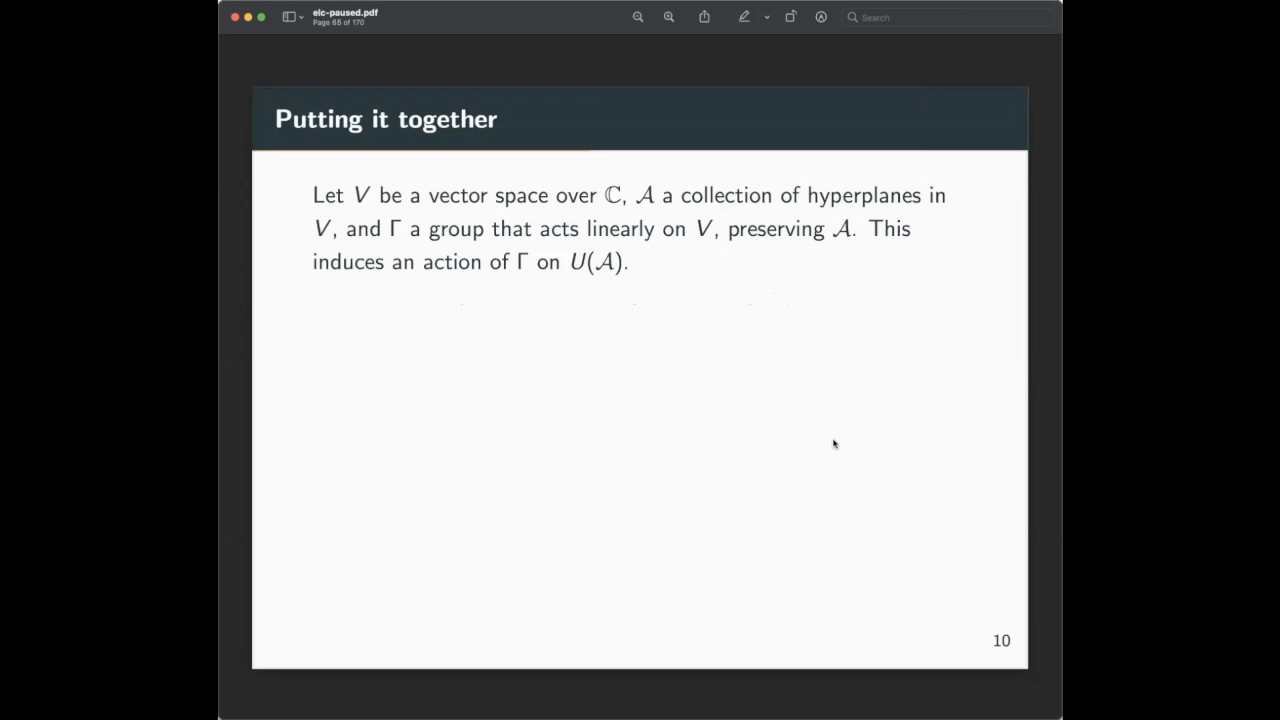 elc-paused.pdf
Page 65 of 170
Search
Putting it together
Let V be a vector space over ℂ, 𝒜 a collection of hyperplanes in
V, and Γ a group that acts linearly on V, preserving 𝒜. This
induces an action of Γ on U(𝒜).
10